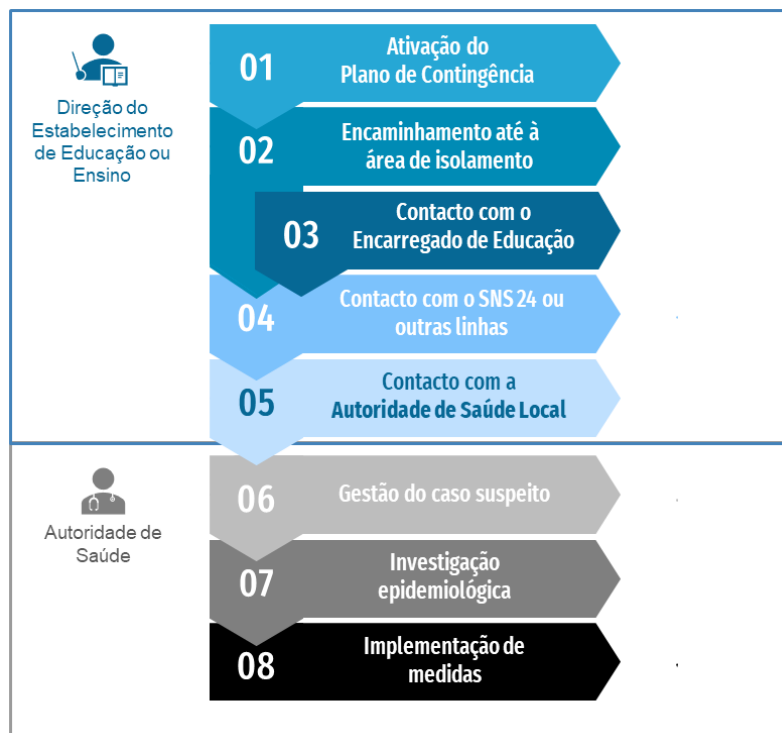 Direção do
Estabelecimento
de Educação ou
Ensino
01
Ativação do
Plano de Contingência
02
Encaminhamento até à
área de isolamento
03
Contacto com o
Encarregado de Educação
04
Contacto com o SNS 24 ou
outras linhas
05
Contacto com a
Autoridade de Saúde Local
Autoridade de
Saúde
06
Gestão do caso suspeito
07
Investigação
epidemiológica
08
Implementação de
medidas